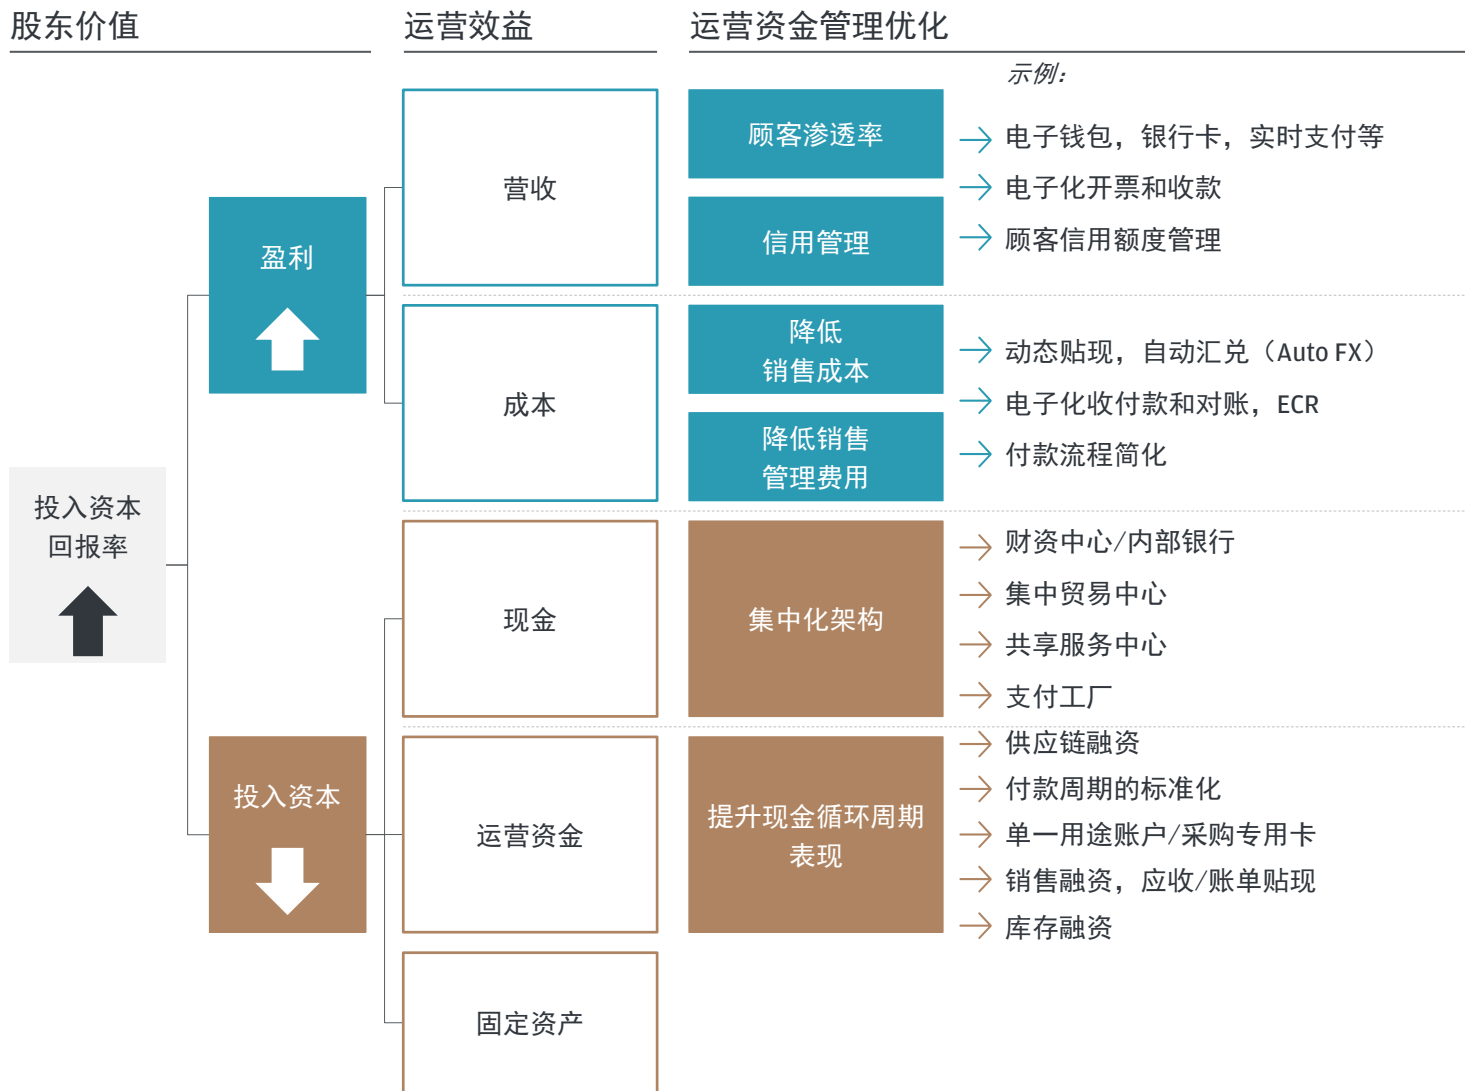 股东价值
运营效益
运营资金管理优化
示例：
顾客渗透率
电子钱包，银行卡，实时支付等
电子化开票和收款
营收
信用管理
顾客信用额度管理
盈利
降低
销售成本
动态贴现，自动汇兑（Auto FX）
成本
电子化收付款和对账，ECR
降低销售
管理费用
付款流程简化
投入资本
回报率
现金
集中化架构
财资中心/内部银行
集中贸易中心
共享服务中心
支付工厂
投入资本
运营资金
提升现金循环周期
表现
供应链融资
付款周期的标准化
单一用途账户/采购专用卡
销售融资，应收/账单贴现
库存融资
固定资产